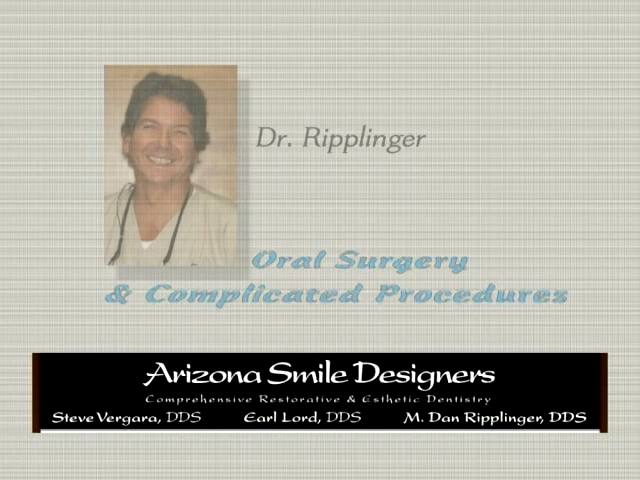 Dr. Ripplinger
Oral Surgery
& Complicated Procedures
Arizona Smile Designers
Comprehensive Restorative & Esthetic Dentistry
Steve Vergara, DDS Earl Lord, DDS M. Dan Ripplinger, DDS